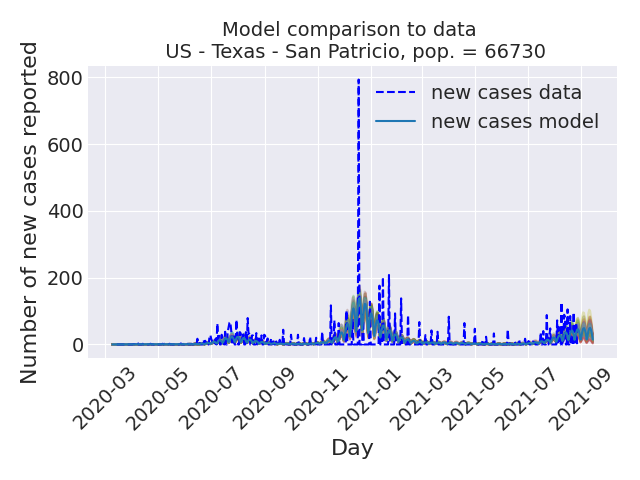 Model comparison to data
US - Texas - San Patricio, pop. = 66730
new cases data
new cases model
Number of new cases reported
800
600
400
200
0
2020-03
2020-05
2020-07
2020-09
2020-11
2021-01
2021-03
2021-05
2021-07
2021-09
Day